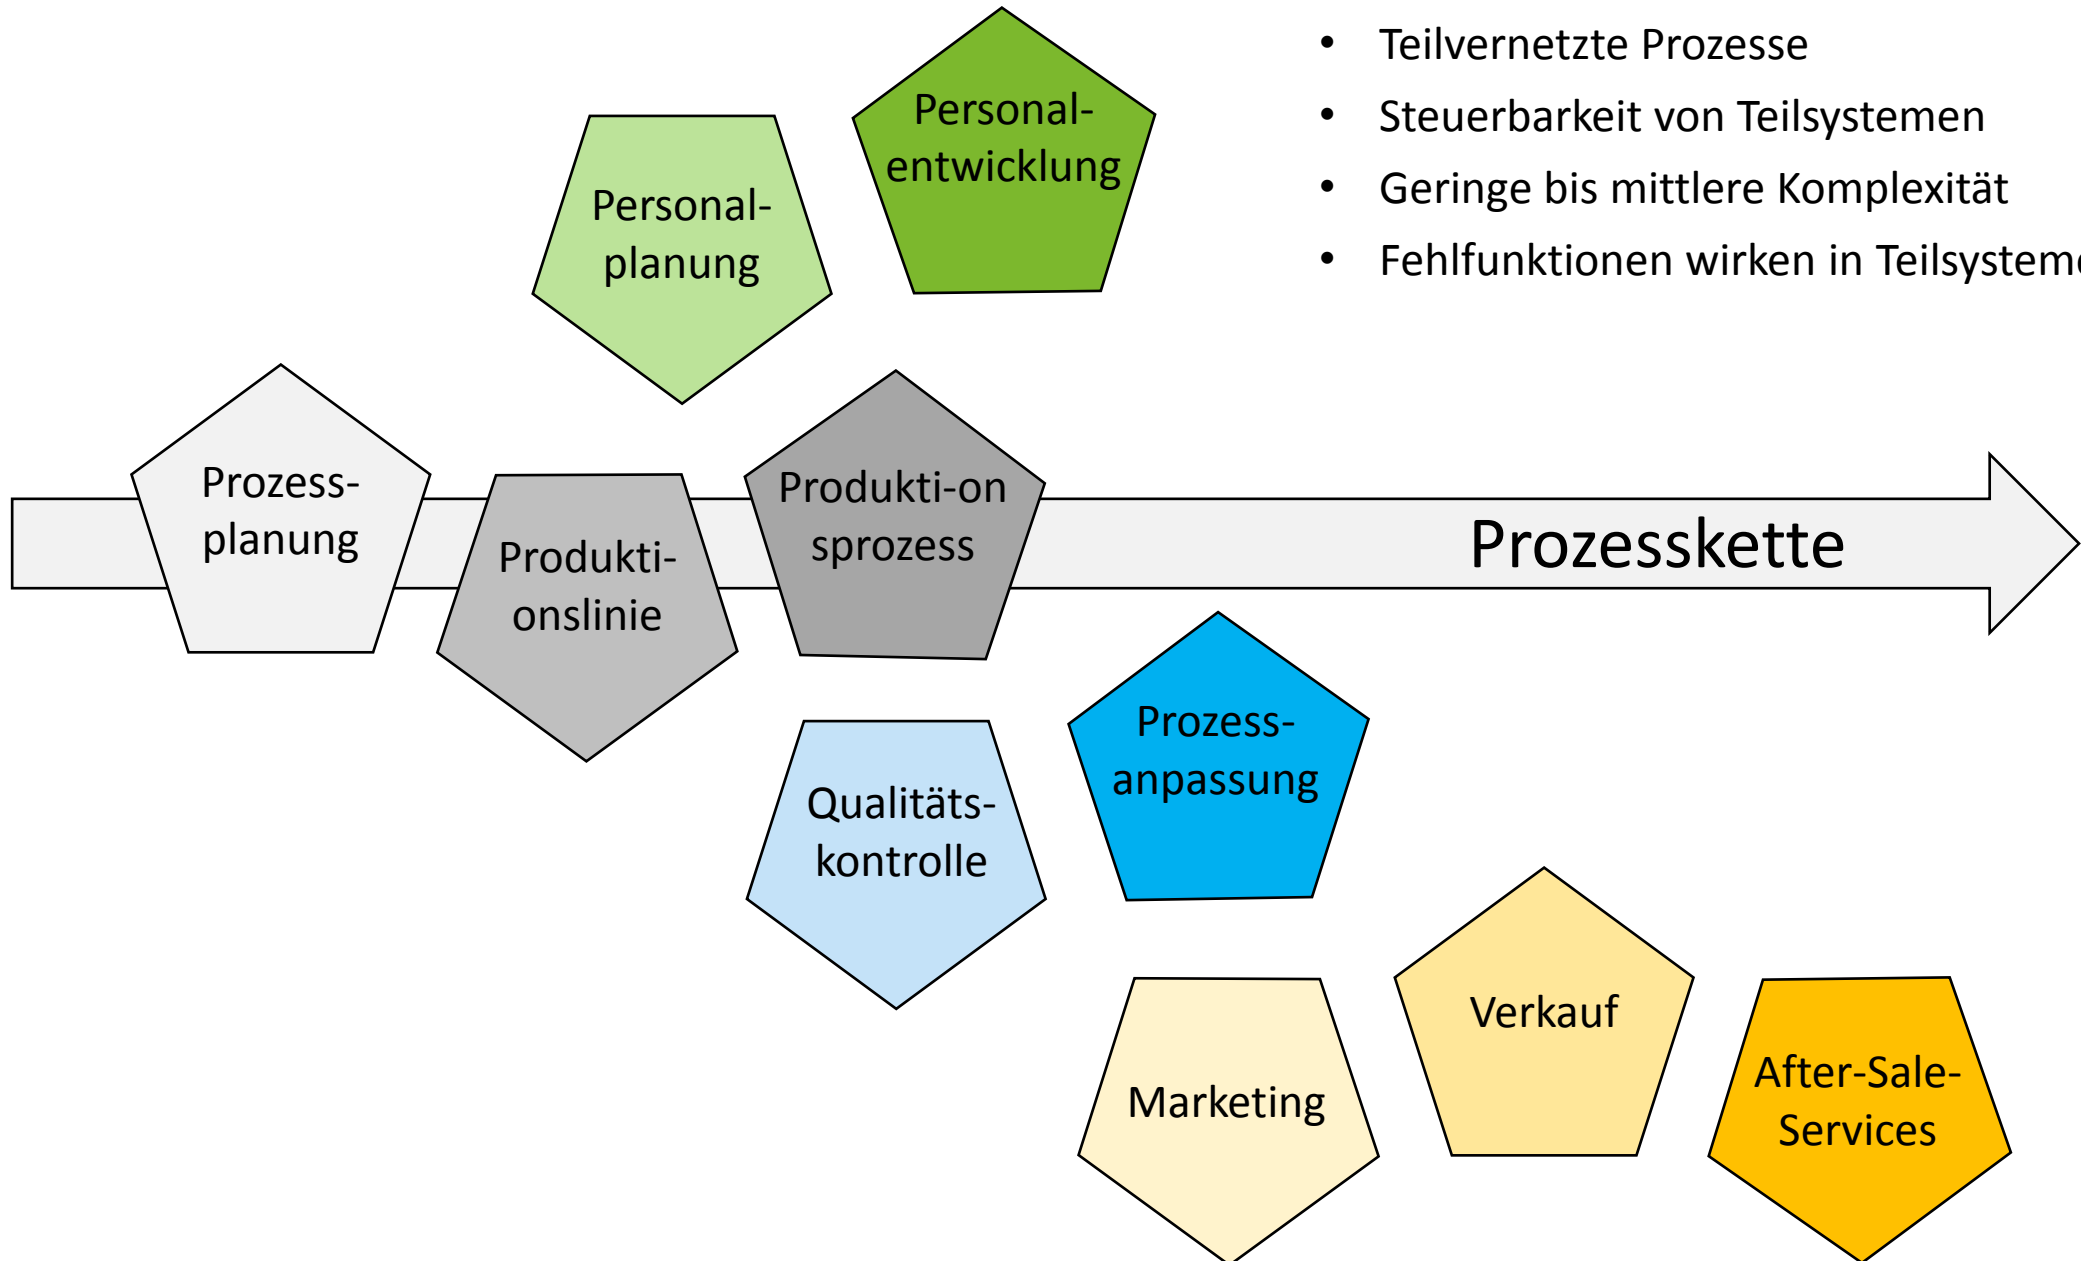 • Teilvernetzte Prozesse
• Steuerbarkeit von Teilsystemen
• Geringe bis mittlere Komplexität
• Fehlfunktionen wirken in
Personal-
entwicklung
Personal-
planung
Prozess-
planung
Produkti-
onslinie
Produkti-on
sprozess
Prozesskette
Prozess-
anpassung
Qualitäts-
kontrolle
Marketing
Verkauf
After-Sale-
Services